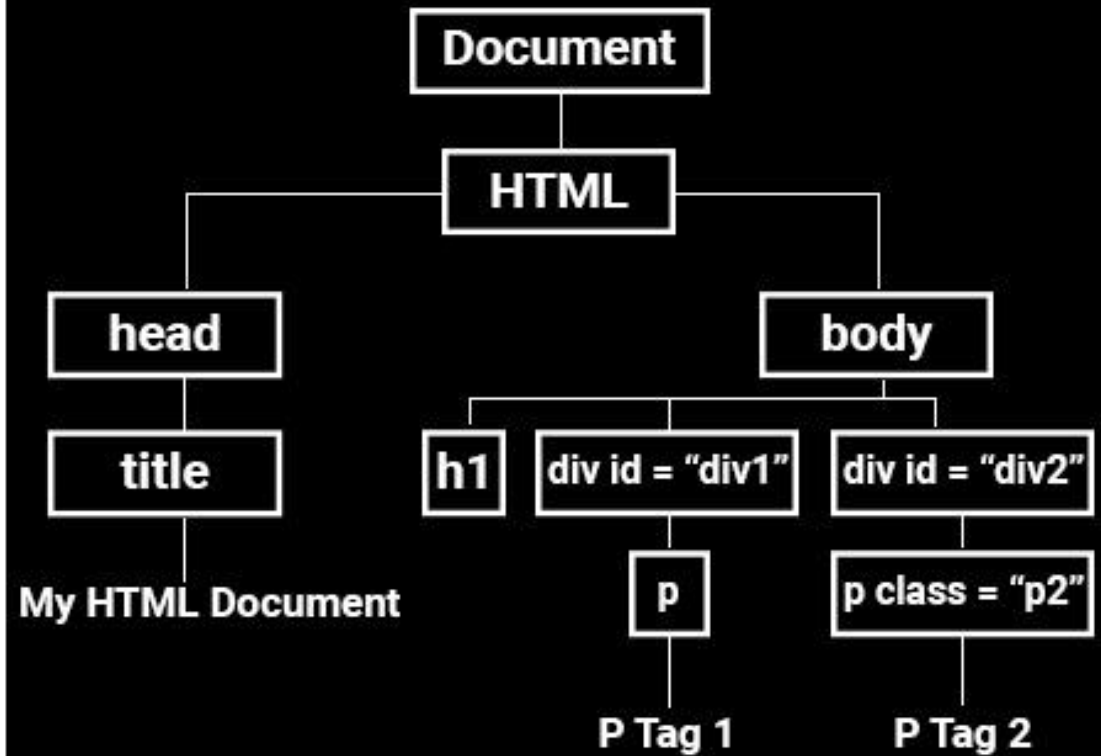 Document
HTML
head
body
title
h1
div id = “div1”
div id = “div2”
My HTML Document
p
p class = “p2”
P Tag 1
P Tag 2